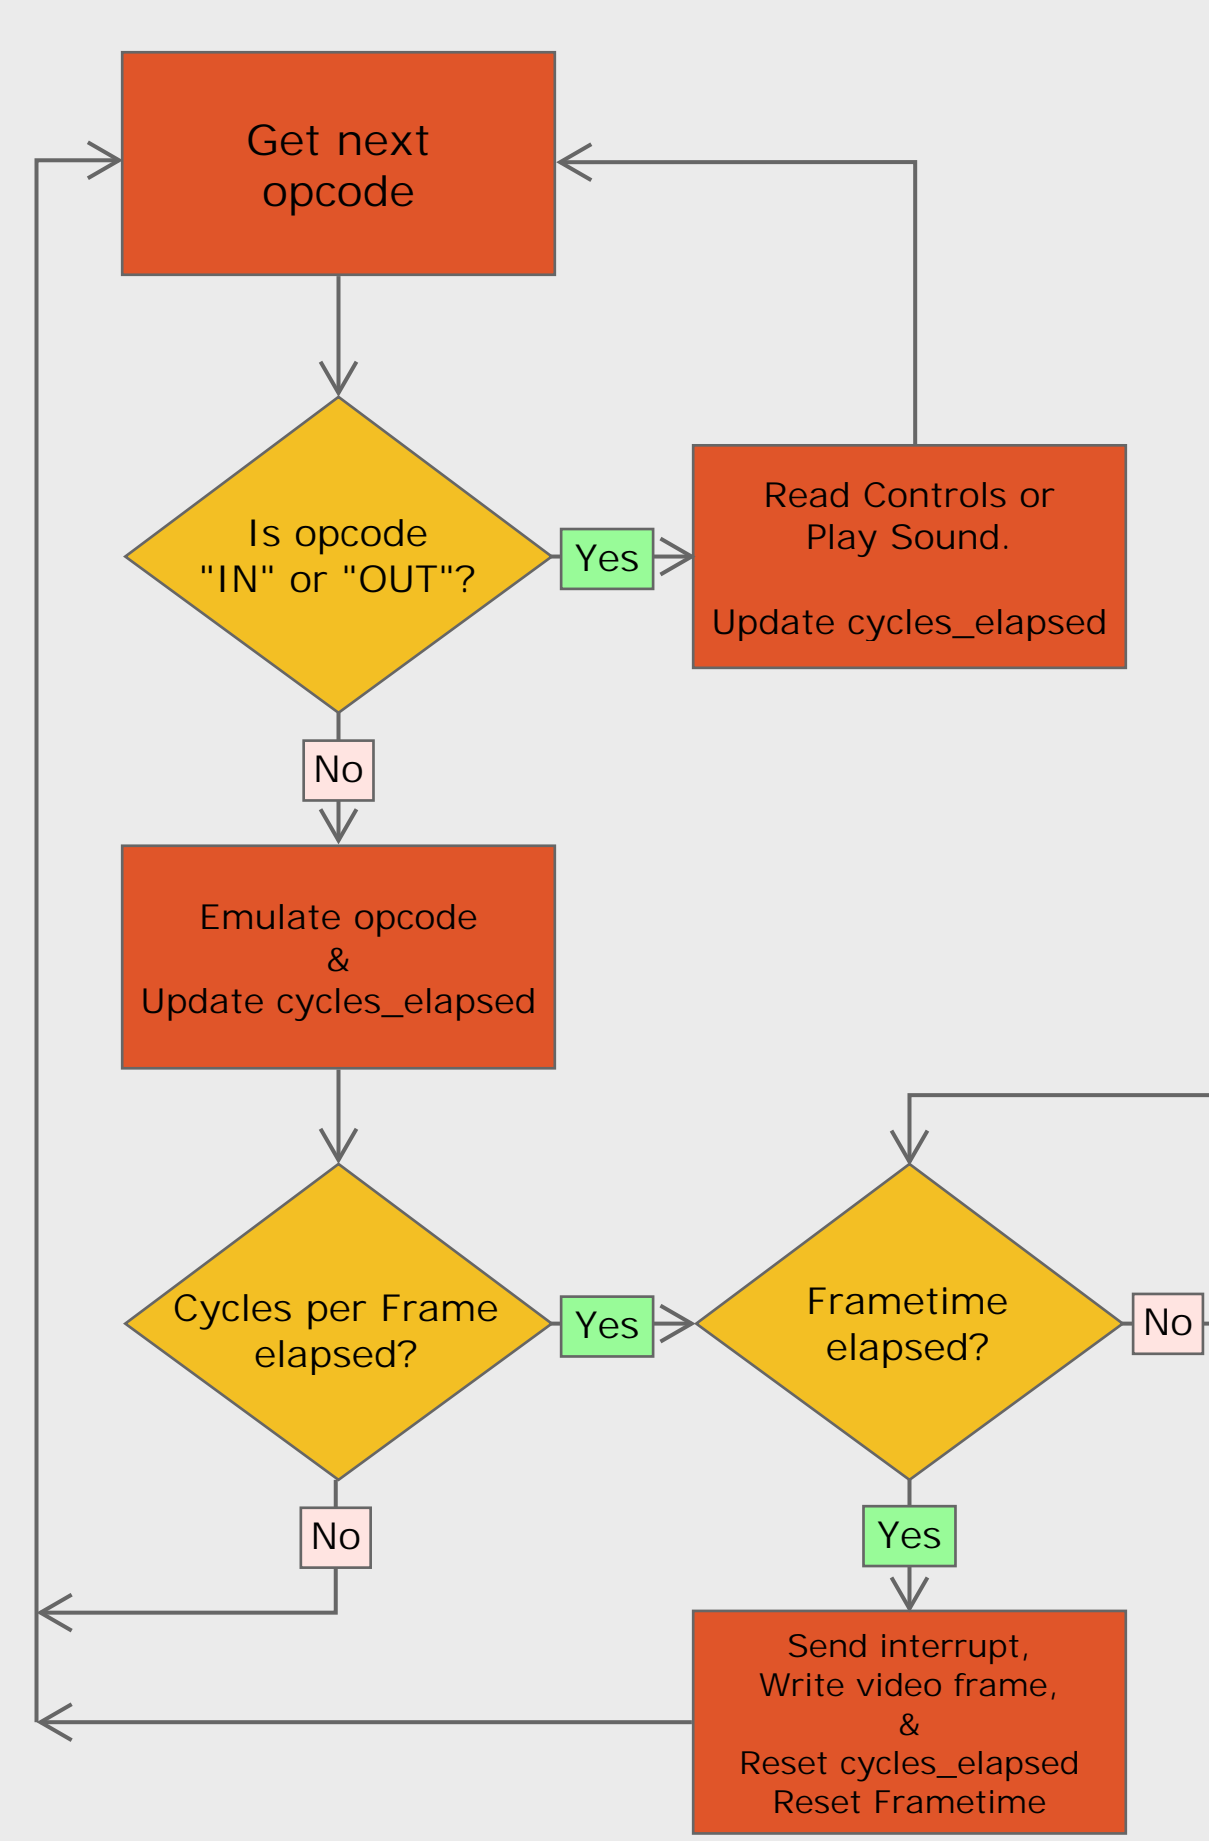 Get next
opcode
Is opcode
"IN" or "OUT"?
Yes
Read Controls or
Play Sound.
Update cycles_elapsed
No
Emulate opcode
&
Update cycles_elapsed
Cycles per Frame
elapsed?
Yes
Frametime
elapsed?
No
No
Yes
Send interrupt,
Write video frame,
&
Reset cycles_elapsed
Reset Frametime